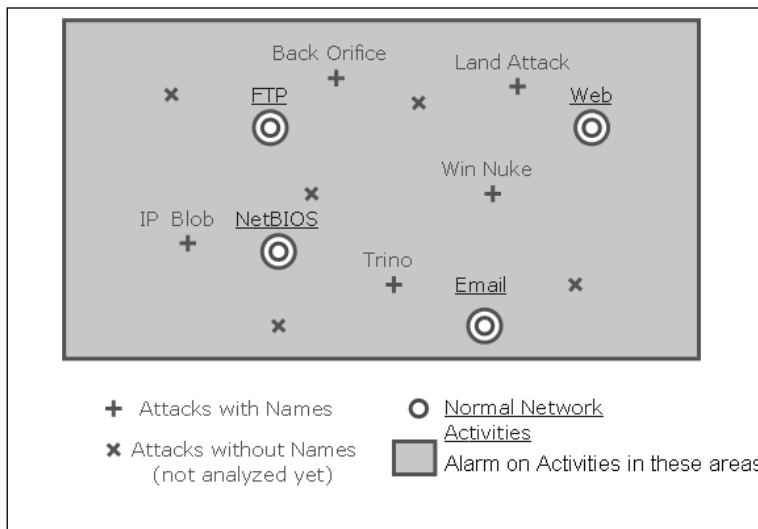 Back Orifice
Land Attack
FTP
Web
Win Nuke
IP Blob
NetBIOS
Trino
Email
Attacks with Names
Attacks without Names
(not analyzed yet)
Normal Network
Activities
Alarm on Activities in these areas